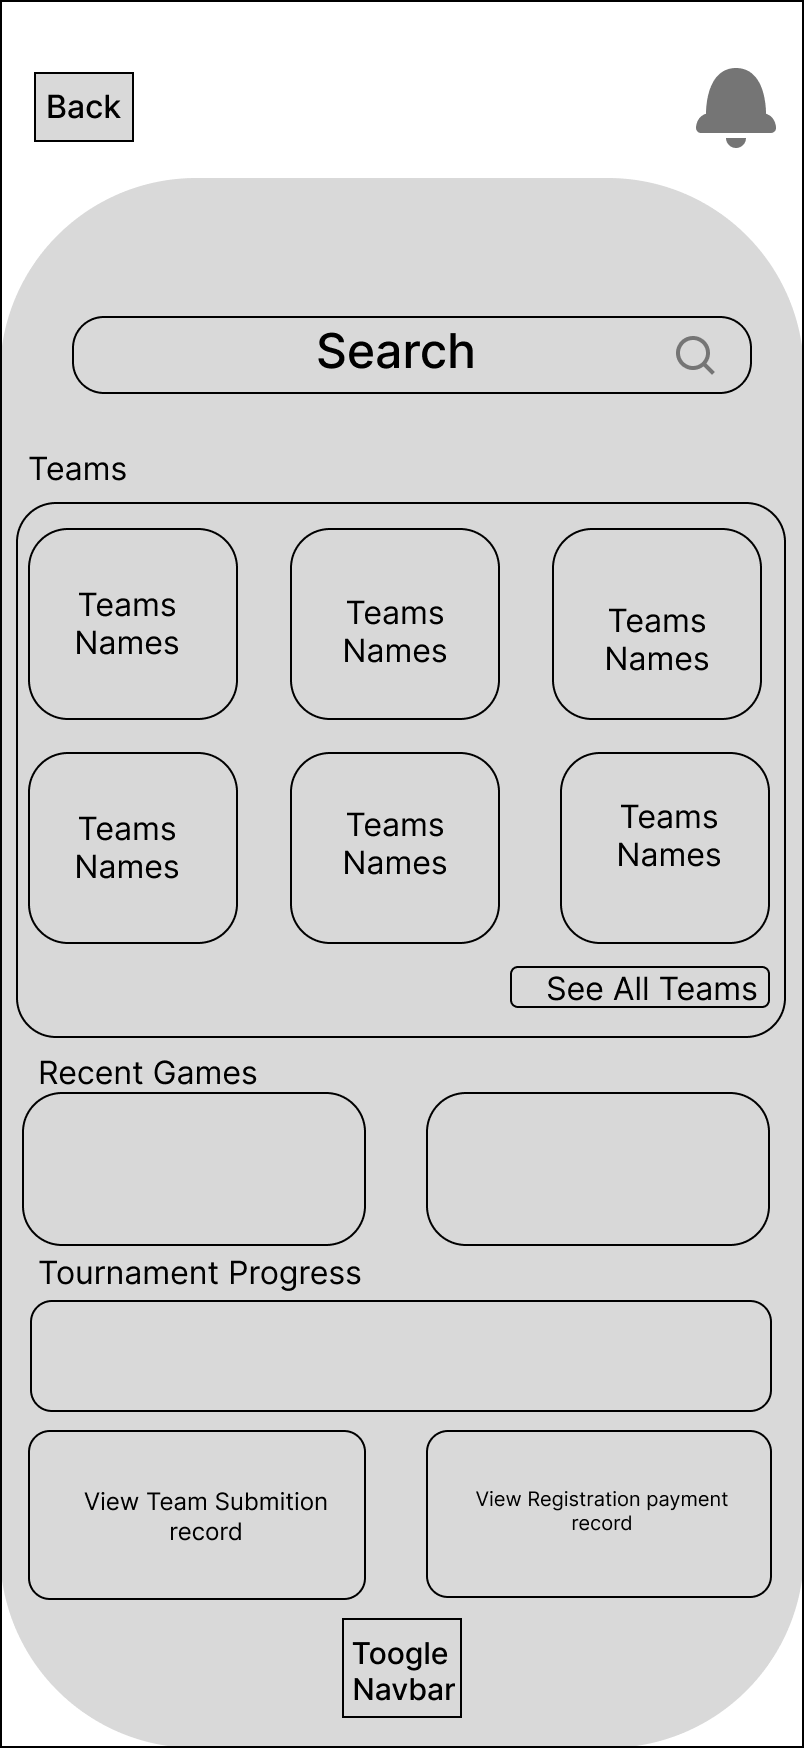 Back
Search
Teams
Teams
Names
Teams
Names
Teams
Names
Teams
Names
Teams
Names
Teams
Names
See All Teams
Recent Games
Tournament Progress
View Team Submition
record
View Registration payment
record
Toogle
Navbar